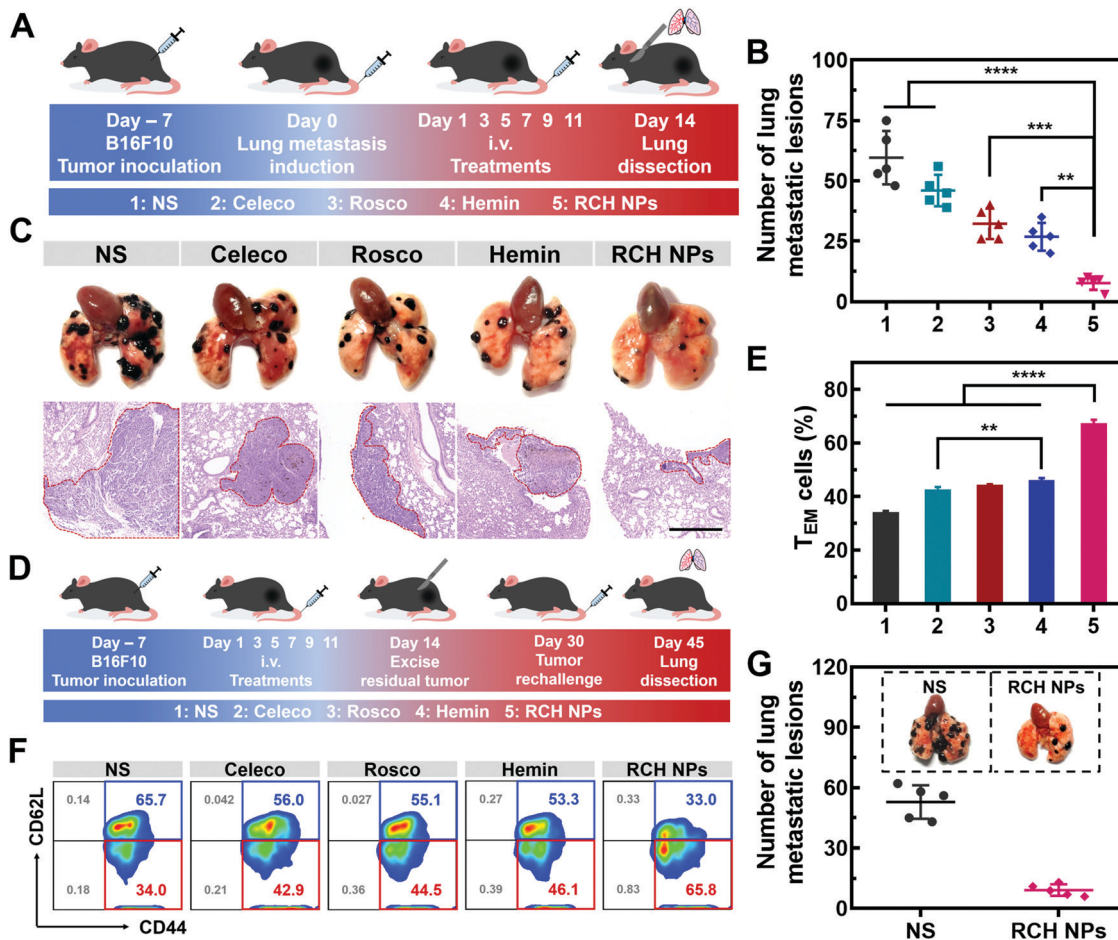 A
Day – 7
B16F10
Tumor inoculation
Day 0
Lung metastasis
induction
Day 1 3 5 7 9 11
i.v.
Treatments
Day 14
Lung
dissection
1: NS 2: Celeco 3: Rosco 4: Hemin 5: RCH NPs
B
Number of lung
metastatic lesions
75
50
25
0
****
***
**
1 2 3 4 5
C
NS Celeco Rosco Hemin RCH NPs
D
Day – 7
B16F10
Tumor inoculation
Day 1 3 5 7 9 11
i.v.
Treatments
Day 14
Excise
residual tumor
Day 30
Tumor
rechallenge
Day 45
Lung
dissection
1: NS 2: Celeco 3: Rosco 4: Hemin 5: RCH NPs
E
TEM cells (%)
80
60
40
20
0
****
**
1 2 3 4 5
F
NS Celeco Rosco Hemin RCH NPs
0.14 65.7 0.042 56.0 0.027 55.1 0.27 53.3 0.33 33.0
0.18 34.0 0.21 42.9 0.36 44.5 0.39 46.1 0.83 65.8
CD62L
CD44
G
Number of lung
metastatic lesions
120
90
60
30
0
NS RCH NPs
NS RCH NPs